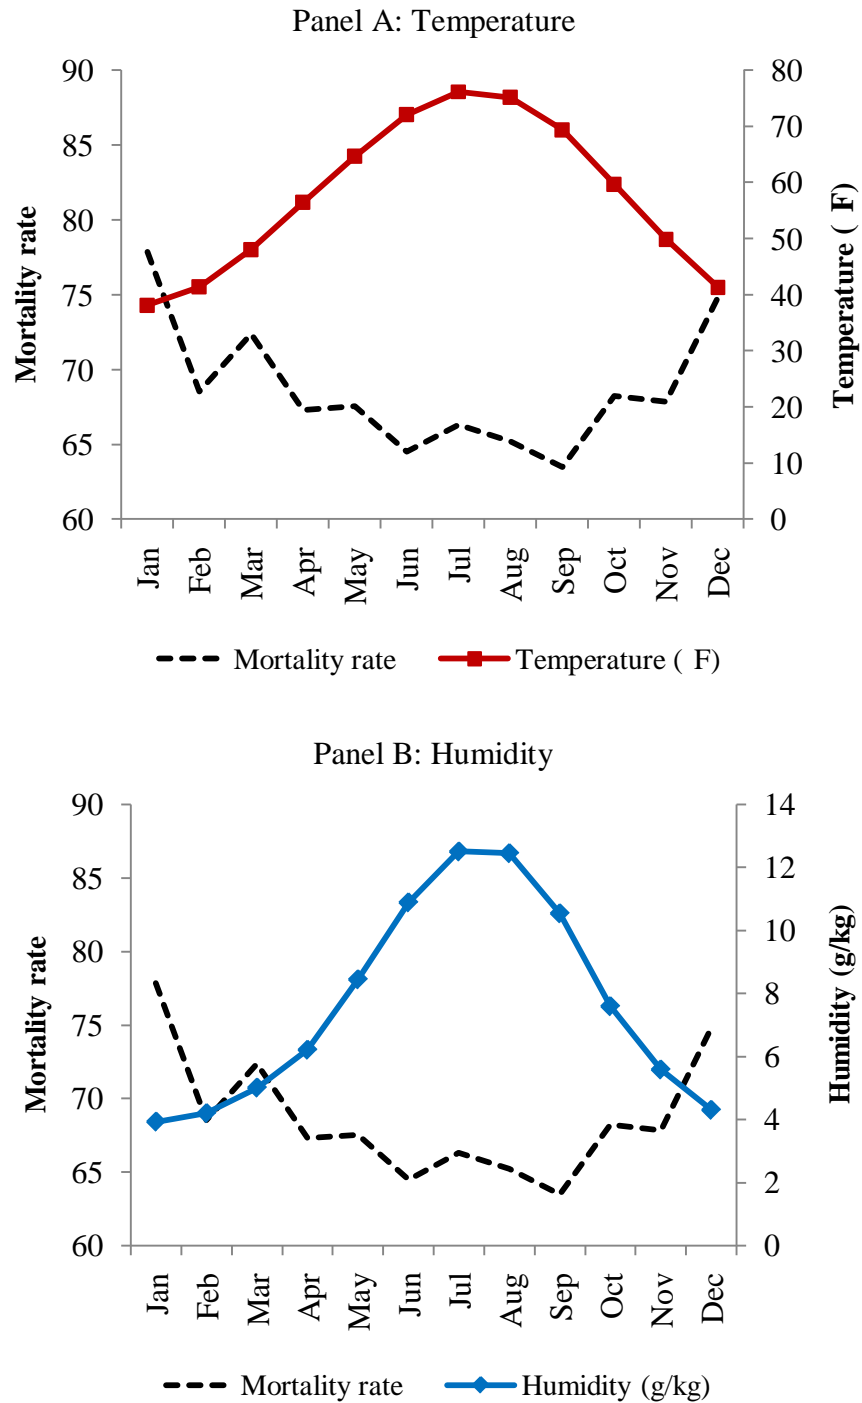 Panel A: Temperature
90
85
80
75
70
65
60
Mortality rate
80
70
60
50
40
30
20
10
0
Temperature ( F)
Jan
Feb
Mar
Apr
May
Jun
Jul
Aug
Sep
Oct
Nov
Dec
Mortality rate
Temperature ( F)
Panel B: Humidity
90
85
80
75
70
65
60
Mortality rate
14
12
10
8
6
4
2
0
Humidity (g/kg)
Jan
Feb
Mar
Apr
May
Jun
Jul
Aug
Sep
Oct
Nov
Dec
Mortality rate
Humidity (g/kg)